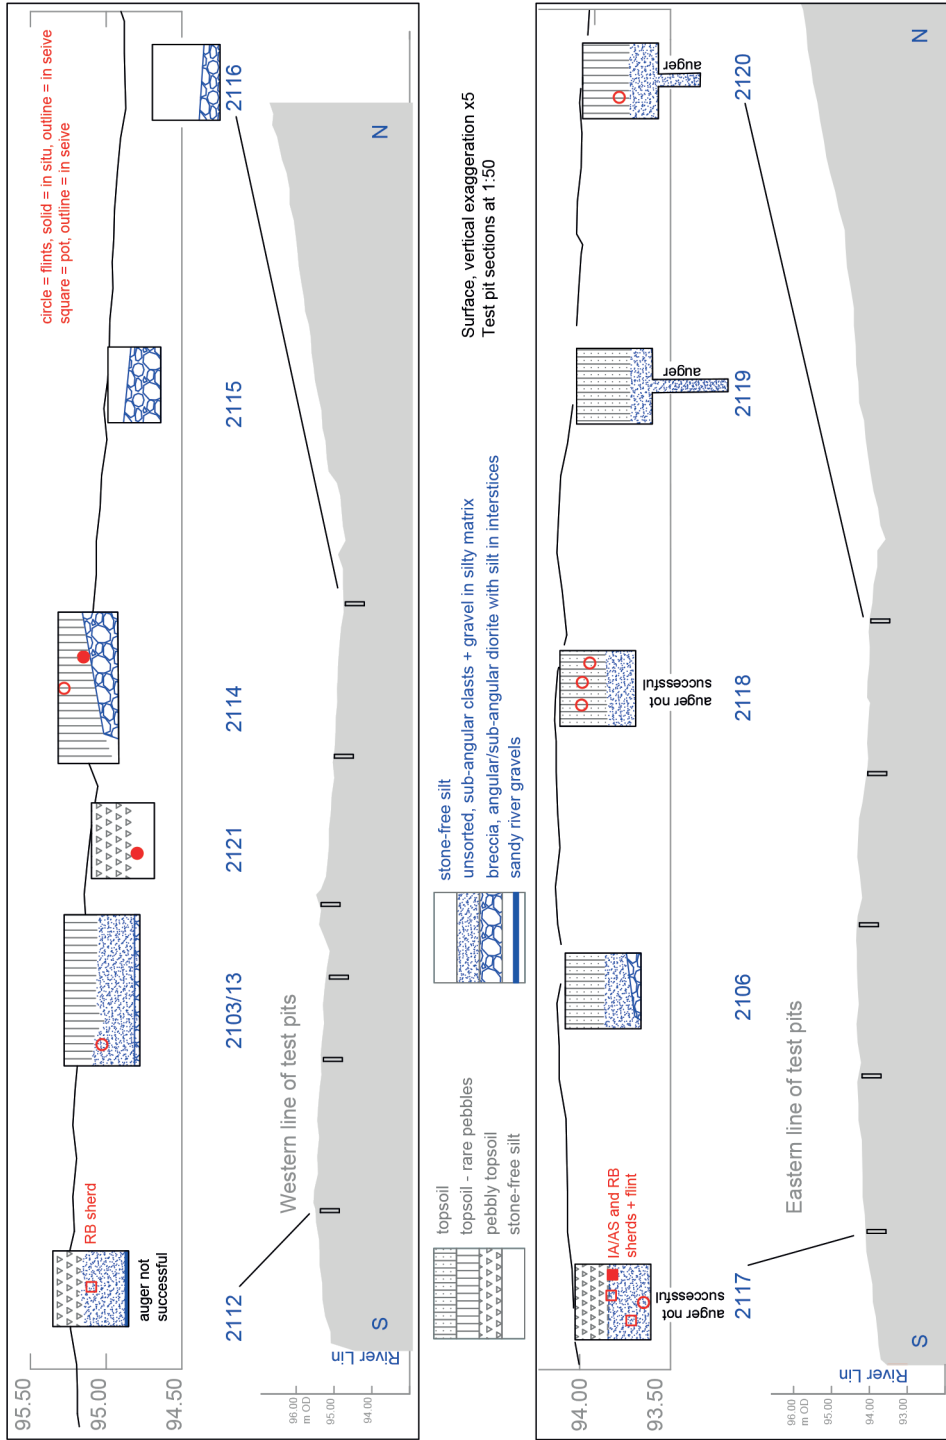 circle = flints, solid = in situ, outline = in seive
square = pot, outline = in seive
95.50
95.00
94.50
RB sherd
auger not
successful
2112
2103/13
2121
2114
2115
2116
Western line of test pits
96.00
m OD
95.00
94.00
River Lin
S
N
topsoil
topsoil - rare pebbles
pebbly topsoil
stone-free silt
stone-free silt
unsorted, sub-angular clasts + gravel in silty matrix
breccia, angular/sub-angular diorite with silt in interstices
sandy river gravels
Surface, vertical exaggeration x5
Test pit sections at 1:50
94.00
93.50
IA/AS and RB
sherds + flint
auger not
successful
auger not
successful
auger
auger
2117
2106
2118
2119
2120
Eastern line of test pits
96.00
m OD
95.00
94.00
93.00
River Lin
S
N